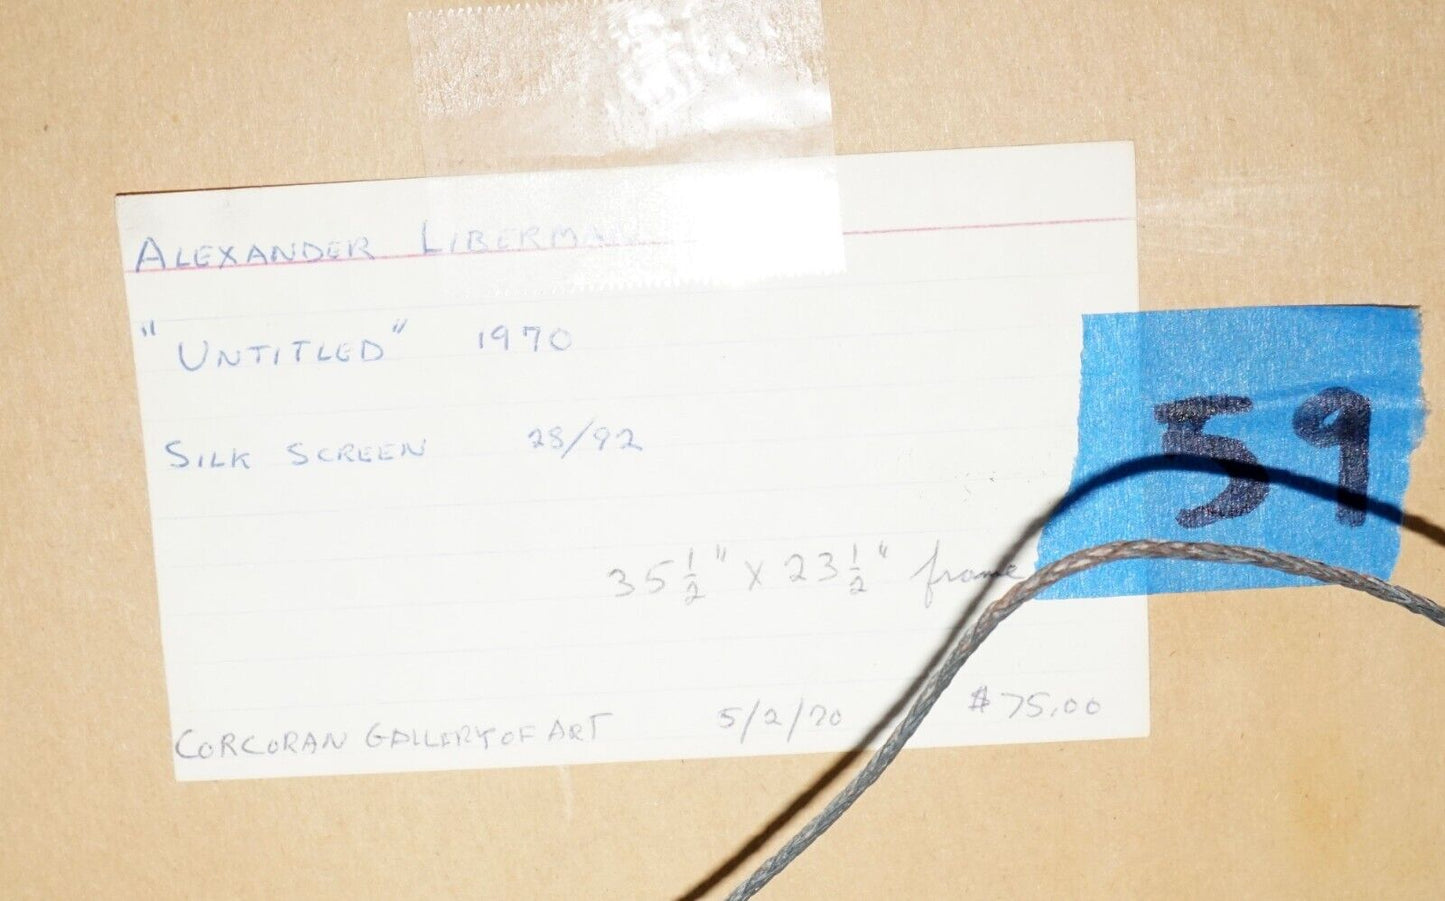 ALEXANDER LIBERMAN
"UNTITLED" 1970
SILK SCREEN 28/92
59
35 1/2" X 23 1/2" frame
CORCORAN GALLERY OF ART 5/2/70 $75.00